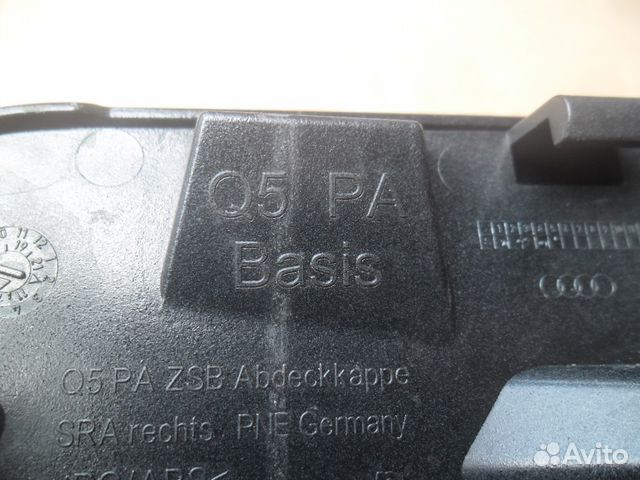 Q5 PA
Basis
Q5 PA ZSB Abdeckkappe
SRA rechts PNE Germany
Avito